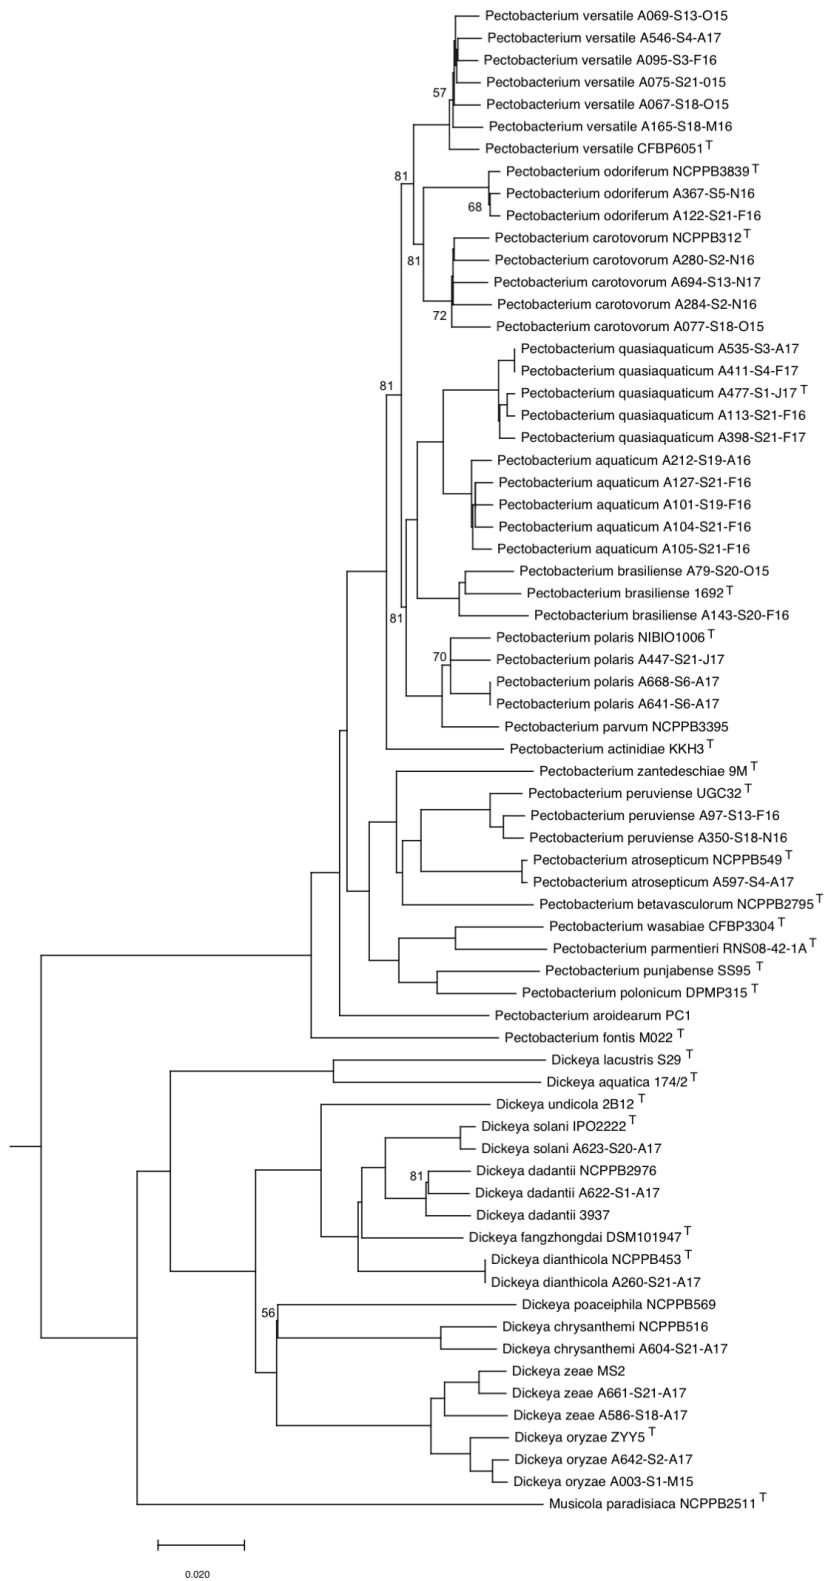 Pectobacterium versatile A069-S13-O15
Pectobacterium versatile A546-S4-A17
Pectobacterium versatile A095-S3-F16
Pectobacterium versatile A075-S21-015
57
Pectobacterium versatile A067-S18-O15
Pectobacterium versatile A165-S18-M16
Pectobacterium versatile CFBP6051 T
Pectobacterium odoriferum NCPPB3839 T
81
Pectobacterium odoriferum A367-S5-N16
68
Pectobacterium odoriferum A122-S21-F16
Pectobacterium carotovorum NCPPB312 T
81
Pectobacterium carotovorum A280-S2-N16
Pectobacterium carotovorum A694-S13-N17
Pectobacterium carotovorum A284-S2-N16
72
Pectobacterium carotovorum A077-S18-O15
Pectobacterium quasiaquaticum A535-S3-A17
Pectobacterium quasiaquaticum A411-S4-F17
81
Pectobacterium quasiaquaticum A477-S1-J17 T
Pectobacterium quasiaquaticum A113-S21-F16
Pectobacterium quasiaquaticum A398-S21-F17
Pectobacterium aquaticum A212-S19-A16
Pectobacterium aquaticum A127-S21-F16
Pectobacterium aquaticum A101-S19-F16
Pectobacterium aquaticum A104-S21-F16
Pectobacterium aquaticum A105-S21-F16
Pectobacterium brasiliense A79-S20-O15
Pectobacterium brasiliense 1692 T
Pectobacterium brasiliense A143-S20-F16
81
Pectobacterium polaris NIBIO1006 T
70
Pectobacterium polaris A447-S21-J17
Pectobacterium polaris A668-S6-A17
Pectobacterium polaris A641-S6-A17
Pectobacterium parvum NCPPB3395
Pectobacterium actinidiae KKH3 T
Pectobacterium zantedeschiae 9M T
Pectobacterium peruviense UGC32 T
Pectobacterium peruviense A97-S13-F16
Pectobacterium peruviense A350-S18-N16
Pectobacterium atrosepticum NCPPB549 T
Pectobacterium atrosepticum A597-S4-A17
Pectobacterium betavasculorum NCPPB2795 T
Pectobacterium wasabiae CFBP3304 T
Pectobacterium parmentieri RNS08-42-1A T
Pectobacterium punjabense SS95 T
Pectobacterium polonicum DPMP315 T
Pectobacterium aroidearum PC1
Pectobacterium fontis M022 T
Dickeya lacustris S29 T
Dickeya aquatica 174/2 T
Dickeya undicola 2B12 T
Dickeya solani IPO2222 T
Dickeya solani A623-S20-A17
81
Dickeya dadantii NCPPB2976
Dickeya dadantii A622-S1-A17
Dickeya dadantii 3937
Dickeya fangzhongdai DSM101947 T
Dickeya dianthicola NCPPB453 T
Dickeya dianthicola A260-S21-A17
Dickeya poaceiphila NCPPB569
56
Dickeya chrysanthemi NCPPB516
Dickeya chrysanthemi A604-S21-A17
Dickeya zeae MS2
Dickeya zeae A661-S21-A17
Dickeya zeae A586-S18-A17
Dickeya oryzae ZYY5 T
Dickeya oryzae A642-S2-A17
Dickeya oryzae A003-S1-M15
Musicola paradisiaca NCPPB2511 T
0.020